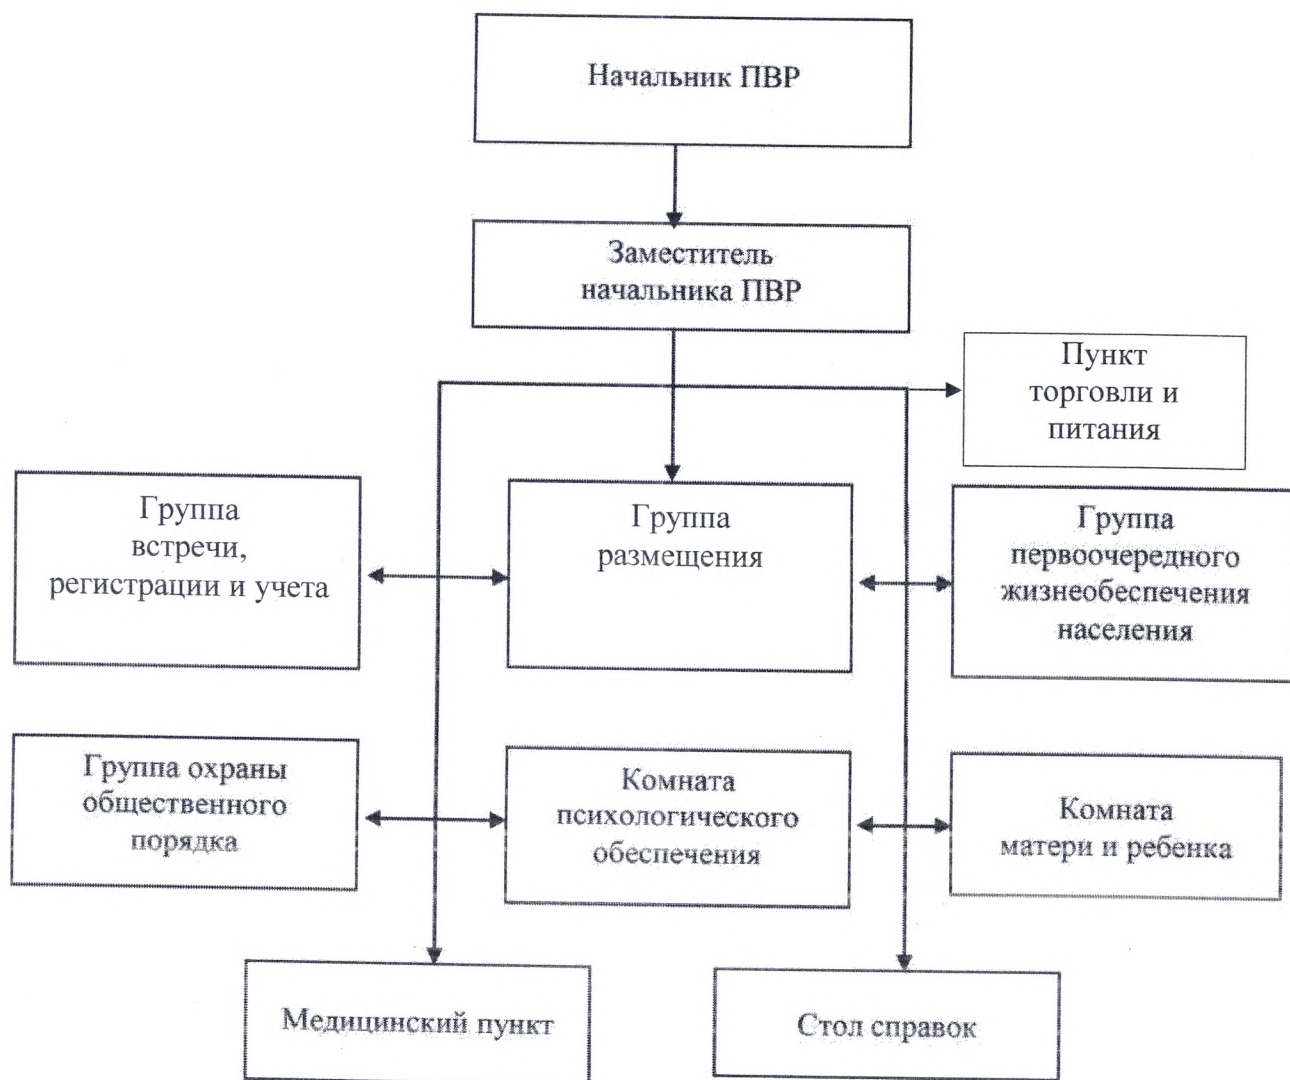 Начальник ПВР
Заместитель
начальника ПВР
Пункт
торговли и
питания
Группа
встречи,
регистрации и учета
Группа
размещения
Группа
первоочередного
жизнеобеспечения
населения
Группа охраны
общественного
порядка
Комната
психологического
обеспечения
Комната
матери и ребенка
Медицинский пункт
Стол справок